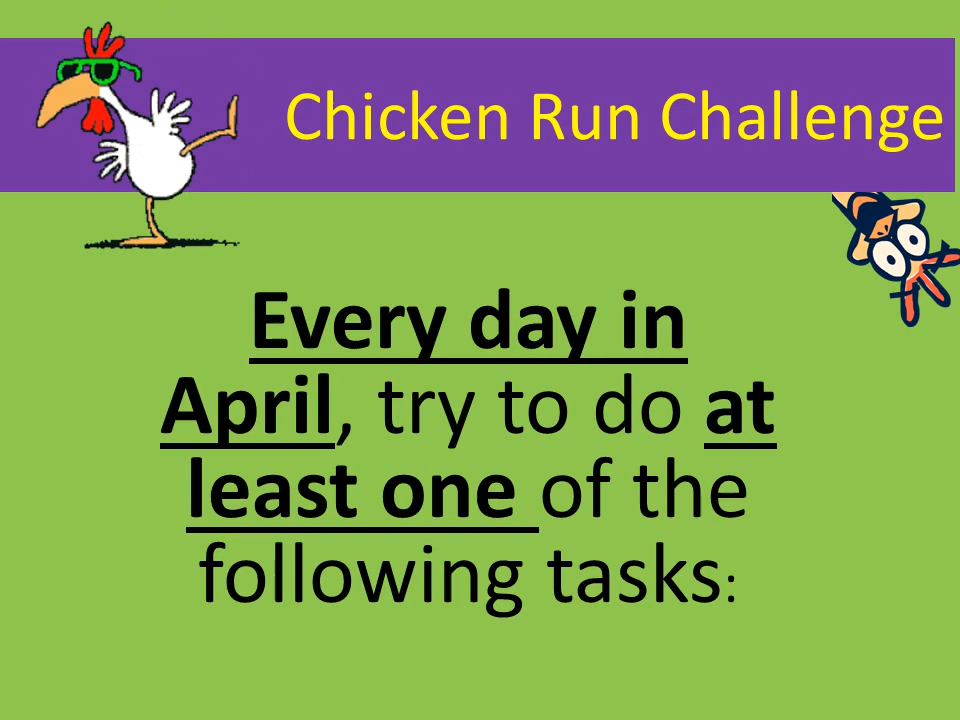 Chicken Run Challenge
Every day in
April, try to do at
least one of the
following tasks: